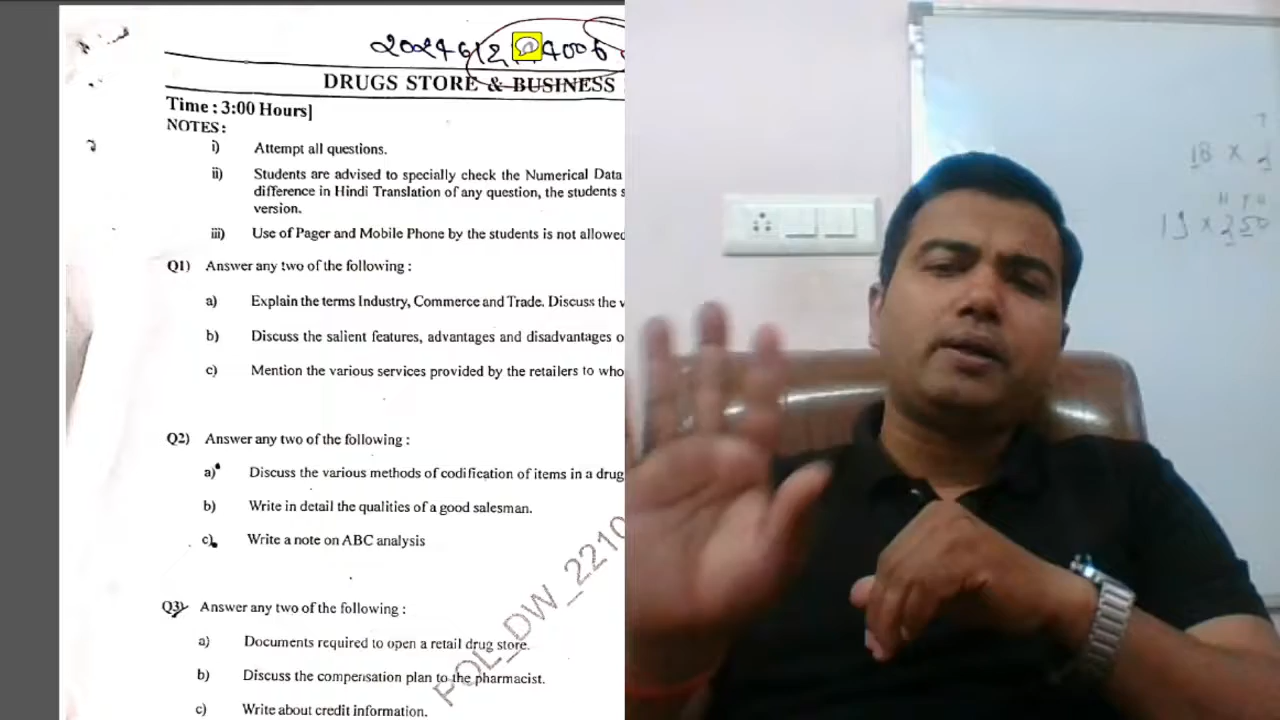 DRUGS STORE & BUSINESS
Time : 3:00 Hours]
NOTES :
i) Attempt all questions.
ii) Students are advised to specially check the Numerical Data
difference in Hindi Translation of any question, the students s
version.
iii) Use of Pager and Mobile Phone by the students is not allowed
Q1) Answer any two of the following :
a) Explain the terms Industry, Commerce and Trade. Discuss the v
b) Discuss the salient features, advantages and disadvantages o
c) Mention the various services provided by the retailers to who
Q2) Answer any two of the following :
a) Discuss the various methods of codification of items in a drug
b) Write in detail the qualities of a good salesman.
c) Write a note on ABC analysis
Q3) Answer any two of the following :
a) Documents required to open a retail drug store.
b) Discuss the compensation plan to the pharmacist.
c) Write about credit information.
POL_DW_2210
18 ×